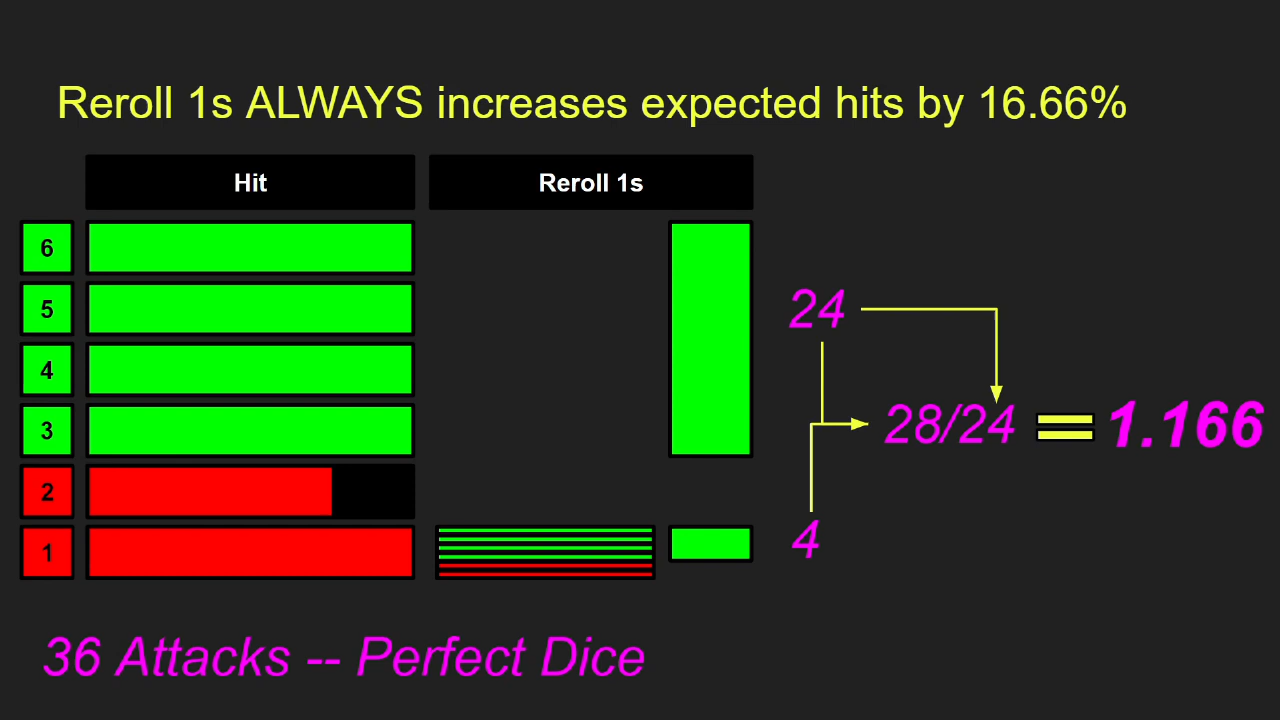 Reroll 1s ALWAYS increases expected hits by 16.66%
Hit
Reroll 1s
6
5
4
3
2
1
24
28/24
1.166
4
36 Attacks -- Perfect Dice